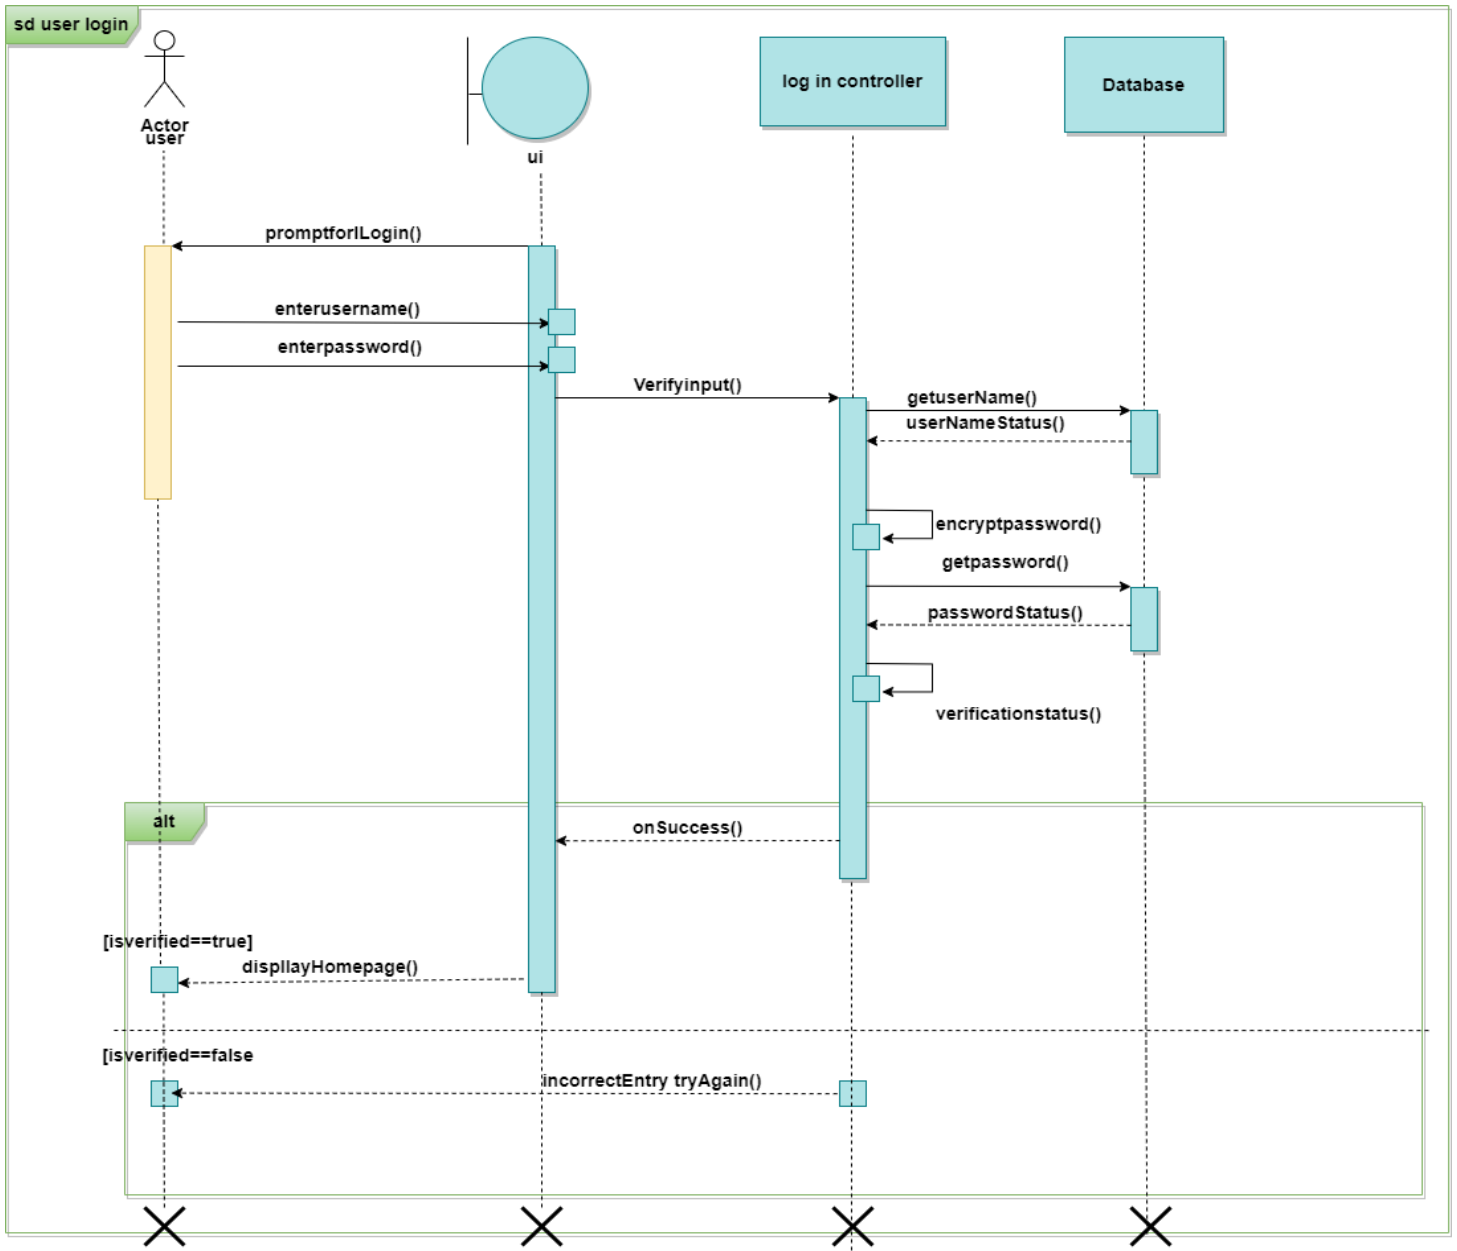 sd user login
Actor
user
ui
log in controller
Database
promptforlLogin()
enterusername()
enterpassword()
Verifyinput()
getuserName()
userNameStatus()
encryptpassword()
getpassword()
passwordStatus()
verificationstatus()
alt
onSuccess()
[isverified==true]
displlayHomepage()
[isverified==false
incorrectEntry tryAgain()